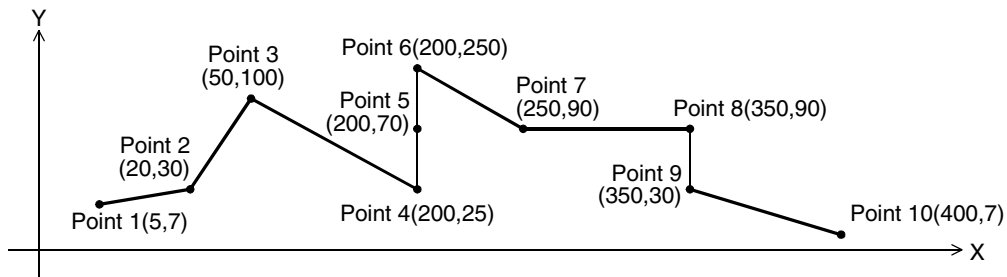 Y
Point 6(200,250)
Point 3
(50,100)
Point 7
(250,90)
Point 5
(200,70)
Point 8(350,90)
Point 2
(20,30)
Point 9
(350,30)
Point 1(5,7)
Point 4(200,25)
Point 10(400,7)
X